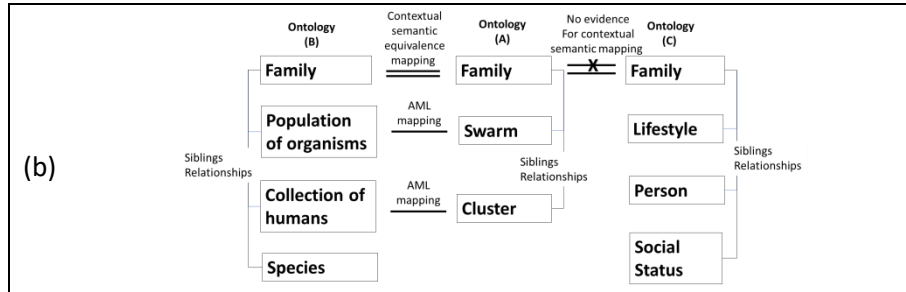 Ontology
(B)
Contextual
semantic
equivalence
mapping
Ontology
(A)
No evidence
For contextual
semantic mapping
Ontology
(C)
Family
Family
X
Family
Population
of organisms
AML
mapping
Swarm
Lifestyle
(b)
Siblings
Relationships
Siblings
Relationships
Siblings
Relationships
Collection of
humans
AML
mapping
Cluster
Person
Species
Social
Status